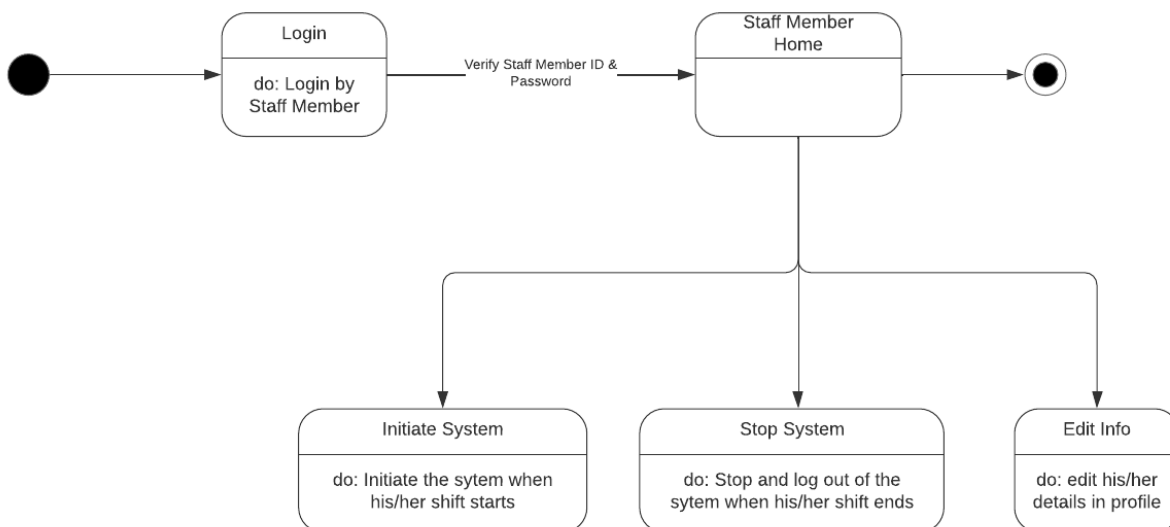 Login
do: Login by
Staff Member
Verify Staff Member ID &
Password
Staff Member
Home
Initiate System
do: Initiate the sytem when
his/her shift starts
Stop System
do: Stop and log out of the
sytem when his/her shift ends
Edit Info
do: edit his/her
details in profile